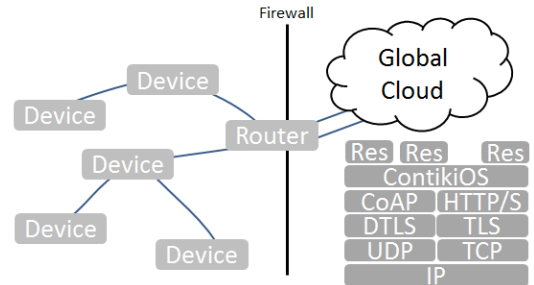 Firewall
Global
Cloud
Device
Device
Router
Device
Device
Device
Res Res Res
ContikiOS
CoAP HTTP/S
DTLS TLS
UDP TCP
IP